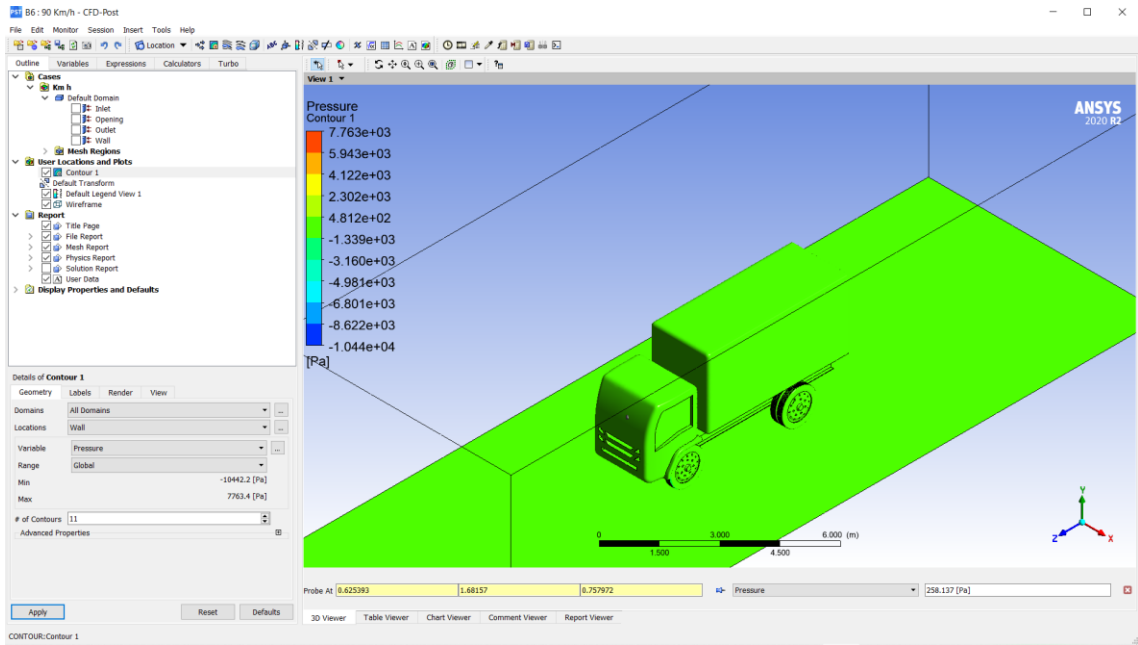 B6 : 90 Km/h - CFD-Post
File Edit Monitor Session Insert Tools Help
Location
Outline Variables Expressions Calculators Turbo
Cases
Km h
Default Domain
Inlet
Opening
Outlet
Wall
Mesh Regions
User Locations and Plots
Contour 1
Default Transform
Default Legend View 1
Wireframe
Report
Title Page
File Report
Mesh Report
Physics Report
Solution Report
User Data
Display Properties and Defaults
Details of Contour 1
Geometry Labels Render View
Domains All Domains ...
Locations Wall ...
Variable Pressure ...
Range Global
Min -10442.2 [Pa]
Max 7763.4 [Pa]
# of Contours 11
Advanced Properties
Apply Reset Defaults
CONTOUR:Contour 1
View 1
Pressure
Contour 1
7.763e+03
5.943e+03
4.122e+03
2.302e+03
4.812e+02
-1.339e+03
-3.160e+03
-4.981e+03
-6.801e+03
-8.622e+03
-1.044e+04
[Pa]
ANSYS
2020 R2
0 3.000 6.000 (m)
1.500 4.500
Y
Z X
Probe At 0.625393 1.68157 0.757972 Pressure 258.137 [Pa]
3D Viewer Table Viewer Chart Viewer Comment Viewer Report Viewer